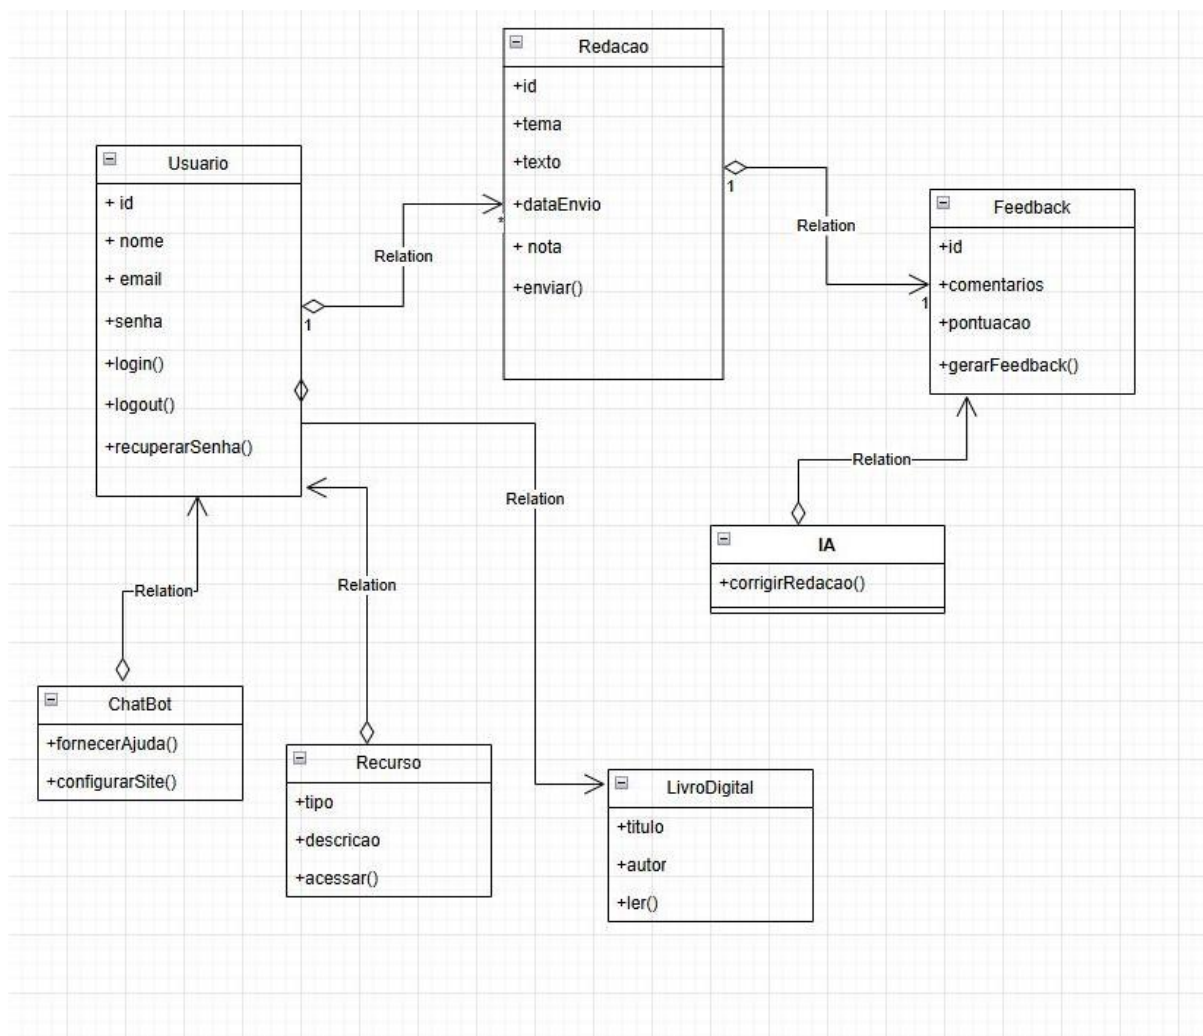 Redacao
+id
+tema
+texto
+dataEnvio
+ nota
+enviar()
Usuario
+ id
+ nome
+ email
+senha
+login()
+logout()
+recuperarSenha()
Relation
1
*
Relation
1
1
Feedback
+id
+comentarios
+pontuacao
+gerarFeedback()
Relation
IA
+corrigirRedacao()
Relation
Relation
Relation
ChatBot
+fornecerAjuda()
+configurarSite()
Recurso
+tipo
+descricao
+acessar()
LivroDigital
+titulo
+autor
+ler()